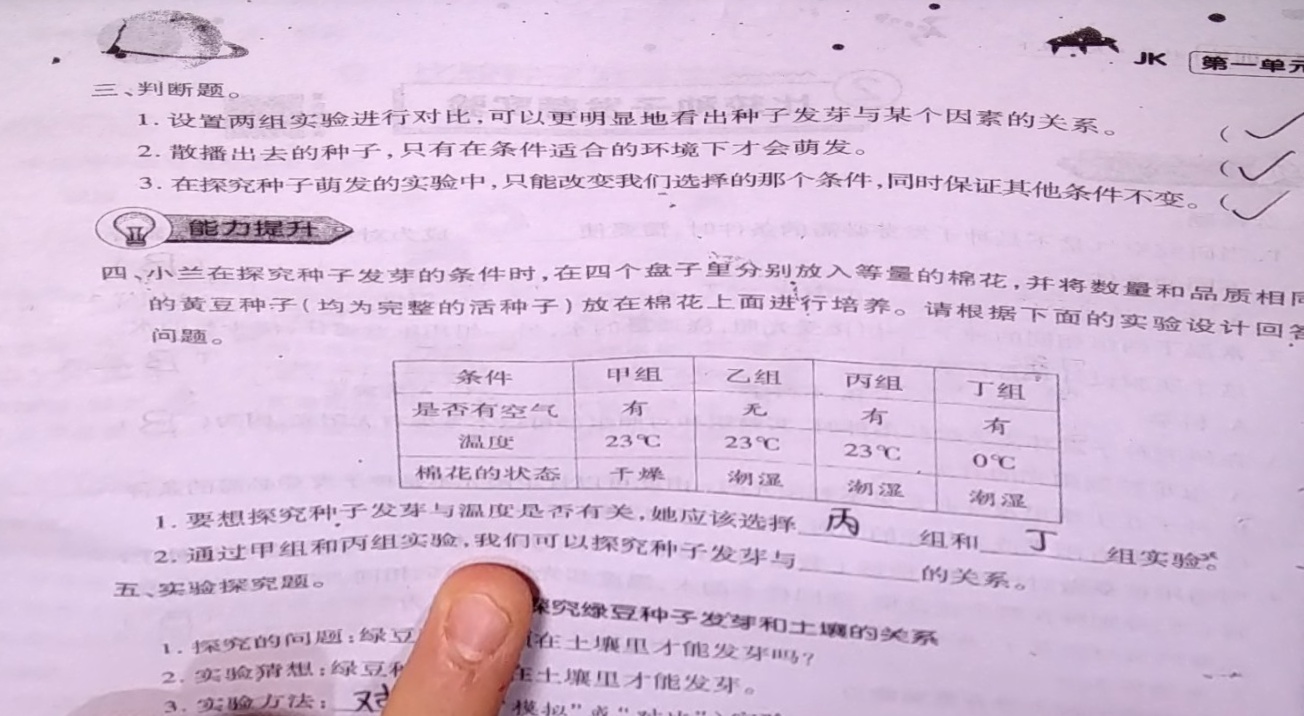 JK 第一单元
三、判断题。
1. 设置两组实验进行对比,可以更明显地看出种子发芽与某个因素的关系。 (✓
2. 散播出去的种子,只有在条件适合的环境下才会萌发。 (✓
3. 在探究种子萌发的实验中,只能改变我们选择的那个条件,同时保证其他条件不变。 (✓
能力提升
四、小兰在探究种子发芽的条件时,在四个盘子里分别放入等量的棉花,并将数量和品质相同
的黄豆种子(均为完整的活种子)放在棉花上面进行培养。请根据下面的实验设计回答
问题。
条件 甲组 乙组 丙组 丁组
是否有空气 有 无 有 有
温度 23℃ 23℃ 23℃ 0℃
棉花的状态 干燥 潮湿 潮湿 潮湿
1. 要想探究种子发芽与温度是否有关,她应该选择 丙 组和 丁 组实验。
2. 通过甲组和丙组实验,我们可以探究种子发芽与 的关系。
五、实验探究题。
探究绿豆种子发芽和土壤的关系
1. 探究的问题:绿豆 在土壤里才能发芽吗?
2. 实验猜想:绿豆 在土壤里才能发芽。
3. 实验方法: 对 模拟"或"对比"